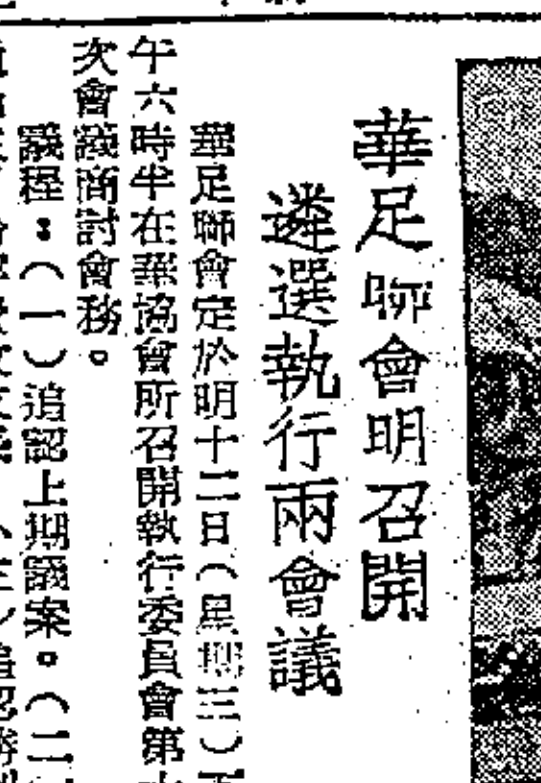 華足聯會明召開
遴選執行兩會議
華足聯會定於明十二日（星期三）下
午六時半在華協會所召開執行委員會第
次會議商討會務。
議程：（一）追認上期議案。（二